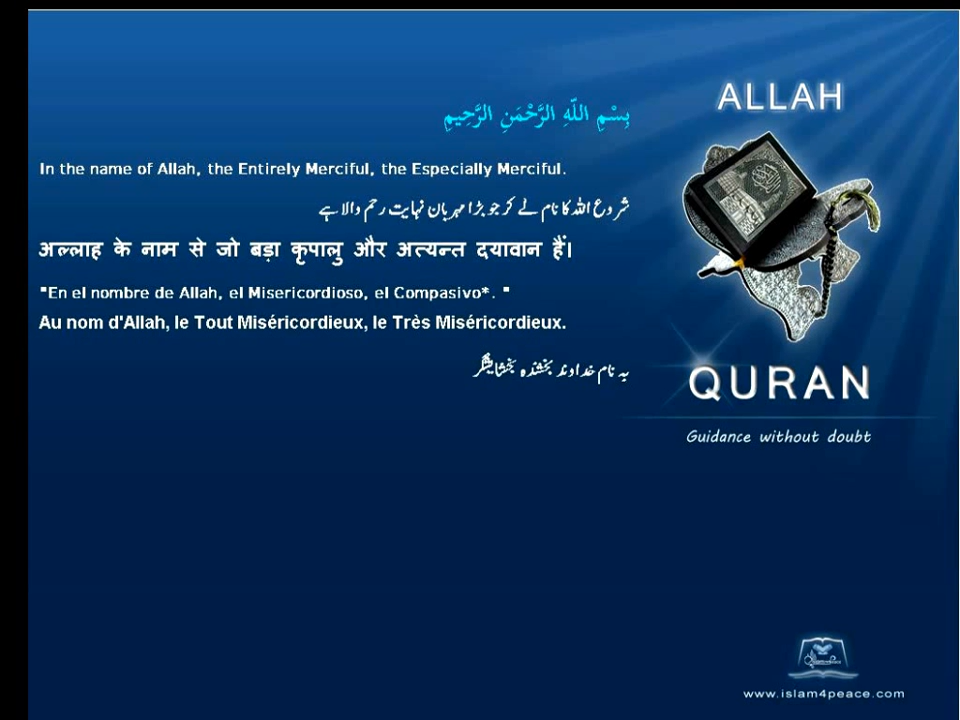 بِسْمِ اللّهِ الرَّحْمَنِ الرَّحِيمِ
In the name of Allah, the Entirely Merciful, the Especially Merciful.
شروع الله کا نام لے کر جو بڑا مہربان نہایت رحم والا ہے
अल्लाह के नाम से जो बड़ा कृपालु और अत्यन्त दयावान हैं।
"En el nombre de Allah, el Misericordioso, el Compasivo*. "
Au nom d'Allah, le Tout Miséricordieux, le Très Miséricordieux.
به نام خداوند بخشنده بخشایشگر
ALLAH
QURAN
Guidance without doubt
www.islam4peace.com